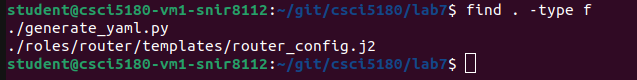 student@csci5180-vm1-snir8112:~/git/csci5180/lab7$ find . -type f
./generate_yaml.py
./roles/router/templates/router_config.j2
student@csci5180-vm1-snir8112:~/git/csci5180/lab7$